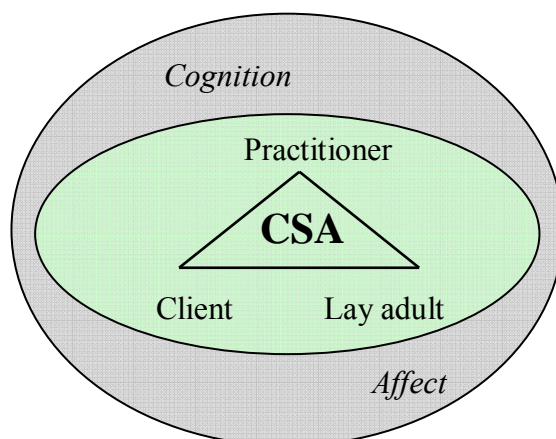 Cognition
Practitioner
CSA
Client
Lay adult
Affect